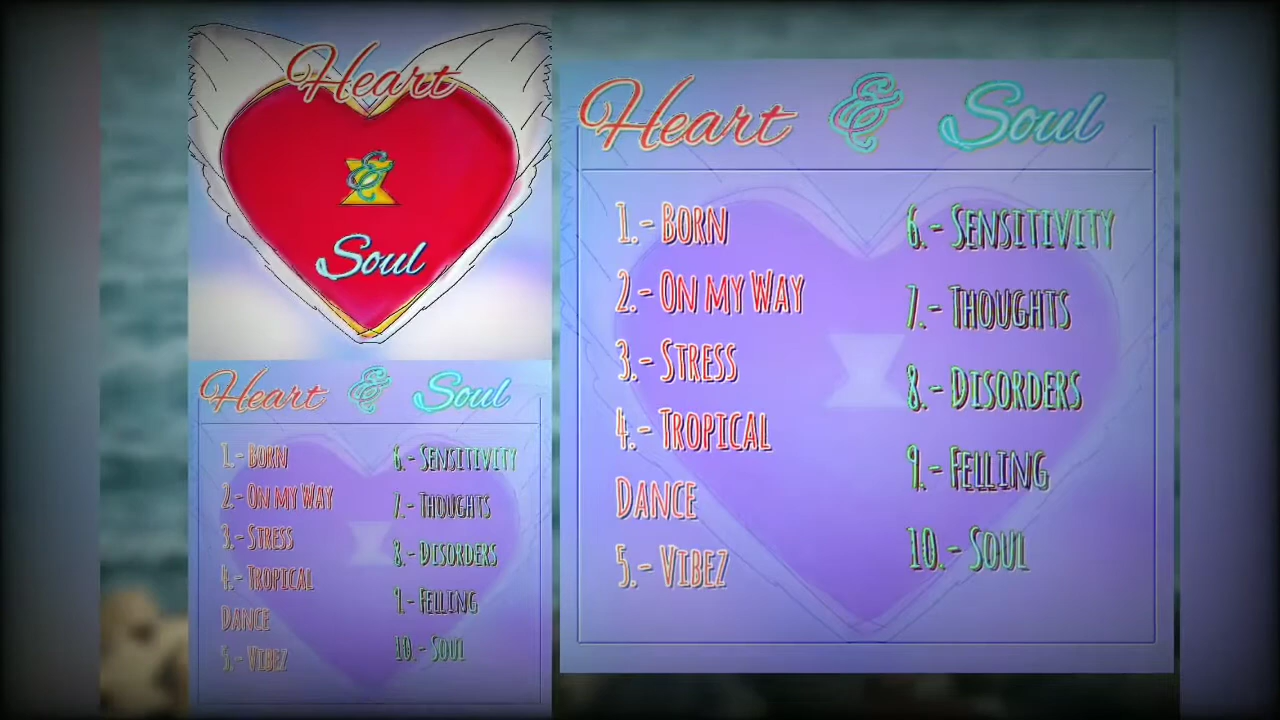 Heart
&
Soul
Heart & Soul
1.- Born
2.- On my Way
3.- Stress
4.- Tropical
Dance
5.- Vibez
6.- Sensitivity
7.- Thoughts
8.- Disorders
9.- Felling
10.- Soul
Heart & Soul
1.- Born
2.- On my Way
3.- Stress
4.- Tropical
Dance
5.- Vibez
6.- Sensitivity
7.- Thoughts
8.- Disorders
9.- Felling
10.- Soul